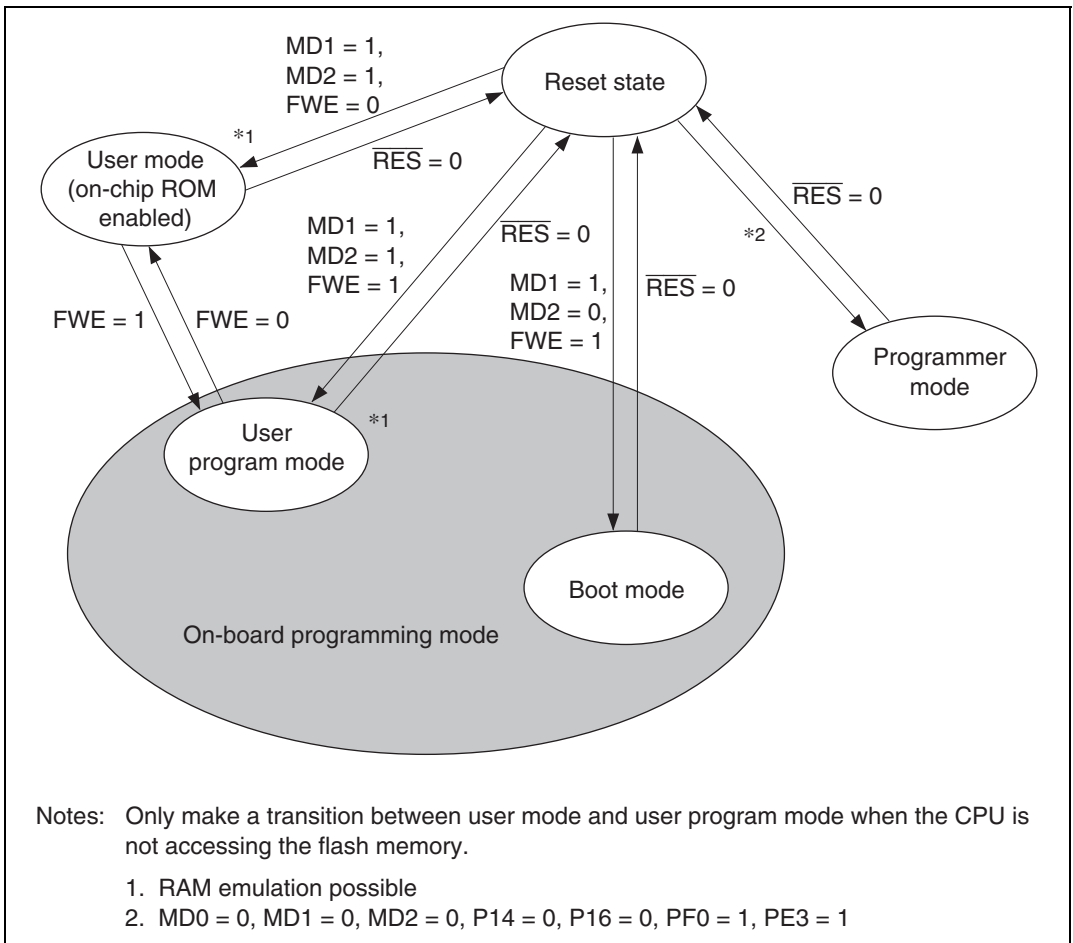 MD1 = 1,
MD2 = 1,
FWE = 0
Reset state
*1
RES = 0
User mode
(on-chip ROM
enabled)
MD1 = 1,
MD2 = 1,
FWE = 1
RES = 0
MD1 = 1,
MD2 = 0,
FWE = 1
RES = 0
*2
RES = 0
FWE = 1
FWE = 0
Programmer
mode
User
program mode
*1
Boot mode
On-board programming mode
Notes: Only make a transition between user mode and user program mode when the CPU is
not accessing the flash memory.
1. RAM emulation possible
2. MD0 = 0, MD1 = 0, MD2 = 0, P14 = 0, P16 = 0, PF0 = 1, PE3 = 1